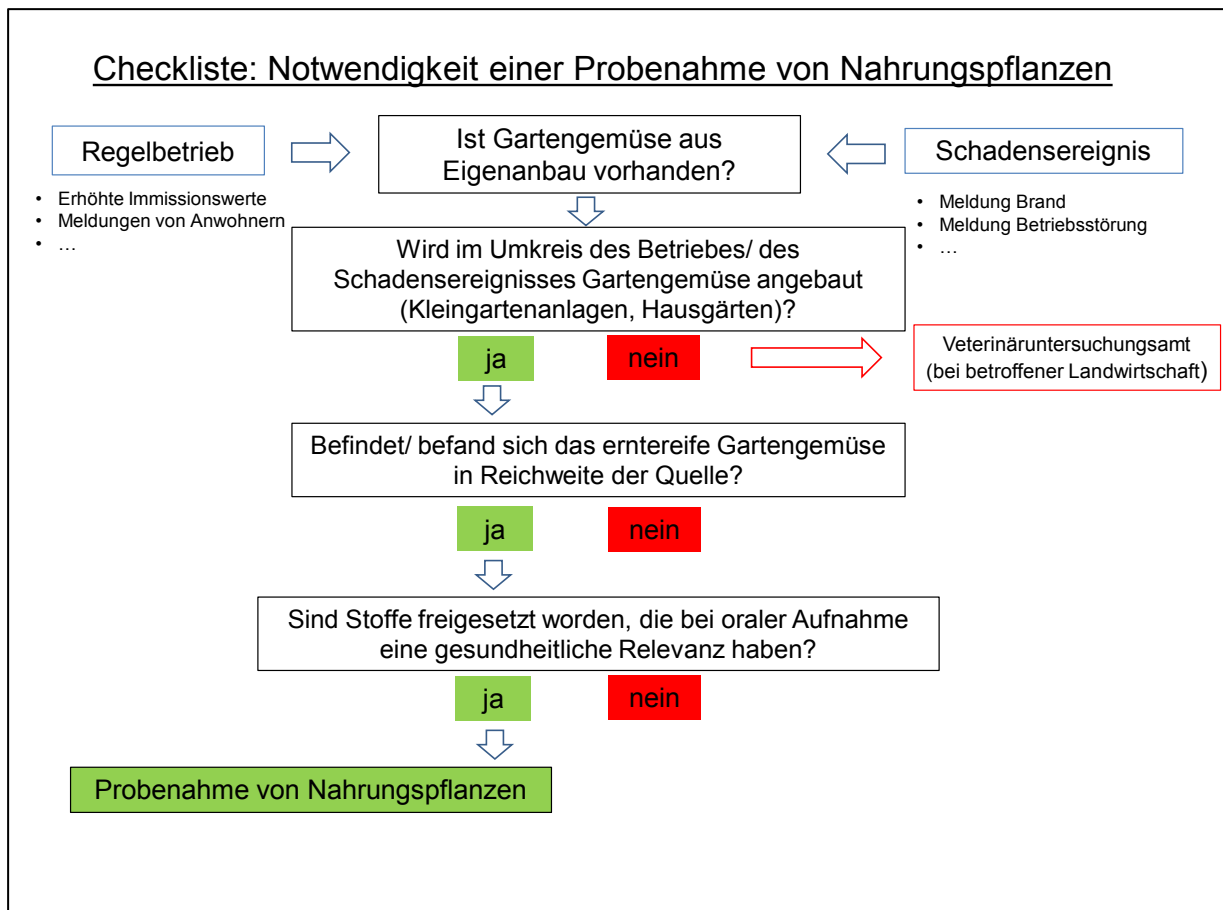 Checkliste: Notwendigkeit einer Probenahme von Nahrungspflanzen
Regelbetrieb
• Erhöhte Immissionswerte
• Meldungen von Anwohnern
• …
Ist Gartengemüse aus
Eigenanbau vorhanden?
Schadensereignis
• Meldung Brand
• Meldung Betriebsstörung
• …
Wird im Umkreis des Betriebes/ des
Schadensereignisses Gartengemüse angebaut
(Kleingartenanlagen, Hausgärten)?
ja
nein
Veterinäruntersuchungsamt
(bei betroffener Landwirtschaft)
Befindet/ befand sich das erntereife Gartengemüse
in Reichweite der Quelle?
ja
nein
Sind Stoffe freigesetzt worden, die bei oraler Aufnahme
eine gesundheitliche Relevanz haben?
ja
nein
Probenahme von Nahrungspflanzen